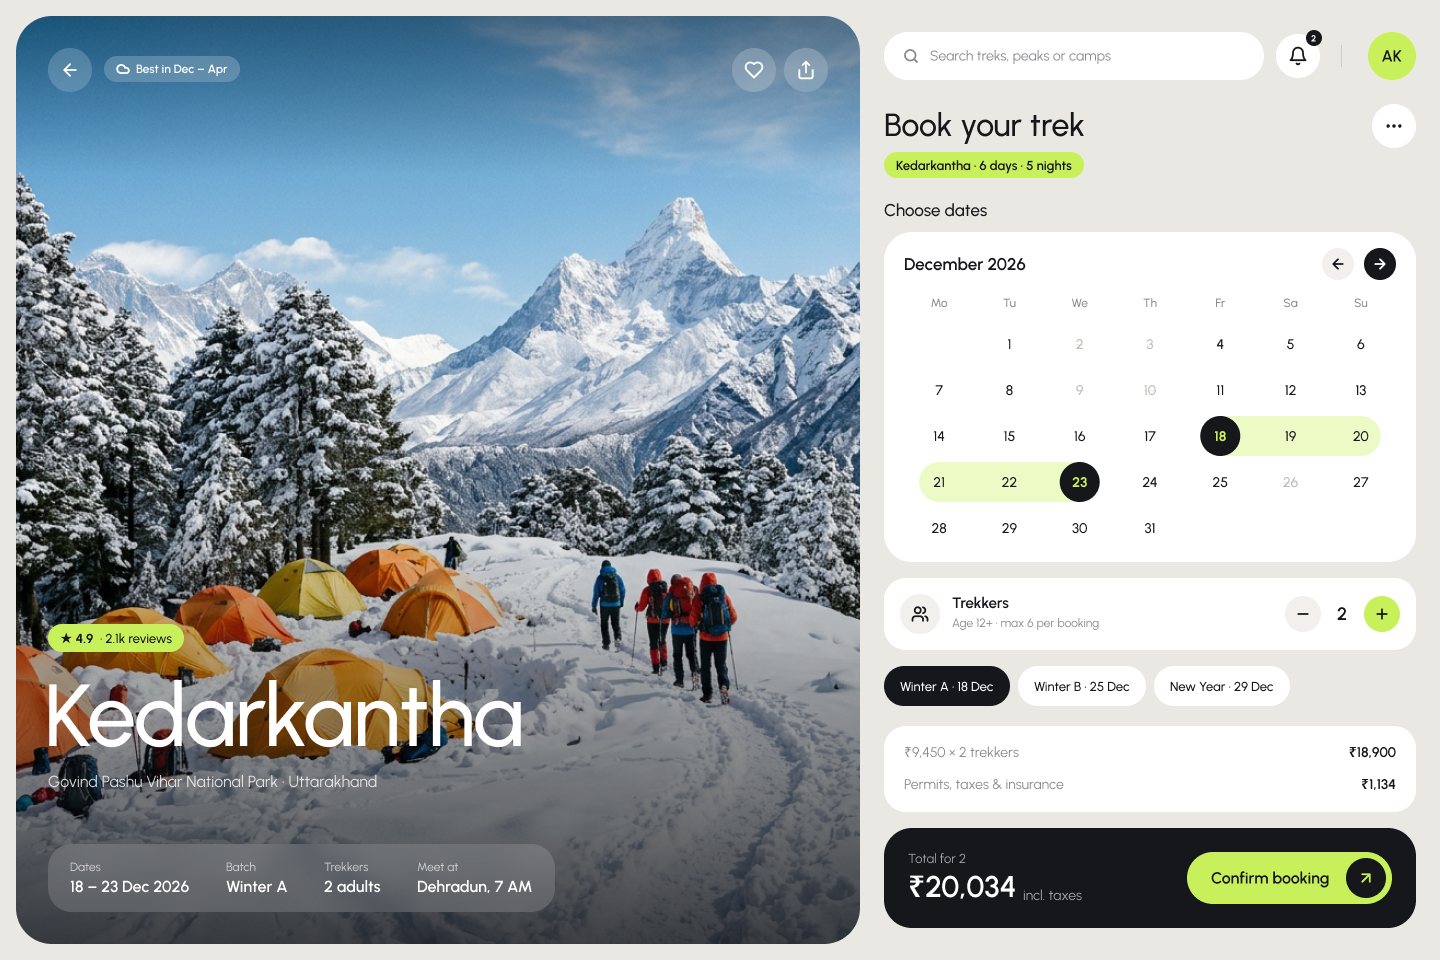 Best in Dec – Apr
★ 4.9 · 2.1k reviews
Kedarkantha
Govind Pashu Vihar National Park · Uttarakhand
Dates
18 – 23 Dec 2026
Batch
Winter A
Trekkers
2 adults
Meet at
Dehradun, 7 AM
Search treks, peaks or camps
2
AK
Book your trek
Kedarkantha · 6 days · 5 nights
Choose dates
December 2026
Mo Tu We Th Fr Sa Su
1 2 3 4 5 6
7 8 9 10 11 12 13
14 15 16 17 18 19 20
21 22 23 24 25 26 27
28 29 30 31
Trekkers
Age 12+ · max 6 per booking
− 2 +
Winter A · 18 Dec
Winter B · 25 Dec
New Year · 29 Dec
₹9,450 × 2 trekkers ₹18,900
Permits, taxes & insurance ₹1,134
Total for 2
₹20,034 incl. taxes
Confirm booking